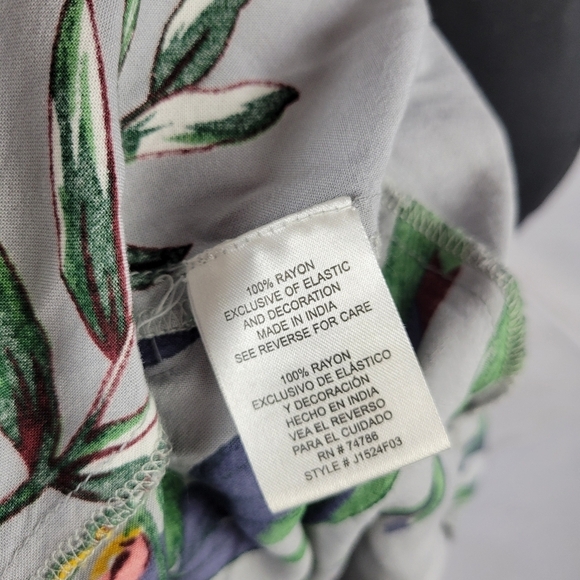 100% RAYON
EXCLUSIVE OF ELASTIC
AND DECORATION
MADE IN INDIA
SEE REVERSE FOR CARE
100% RAYON
EXCLUSIVO DE ELÁSTICO
Y DECORACIÓN
HECHO EN INDIA
VEA EL REVERSO
PARA EL CUIDADO
RN # 74786
STYLE # J1524F03